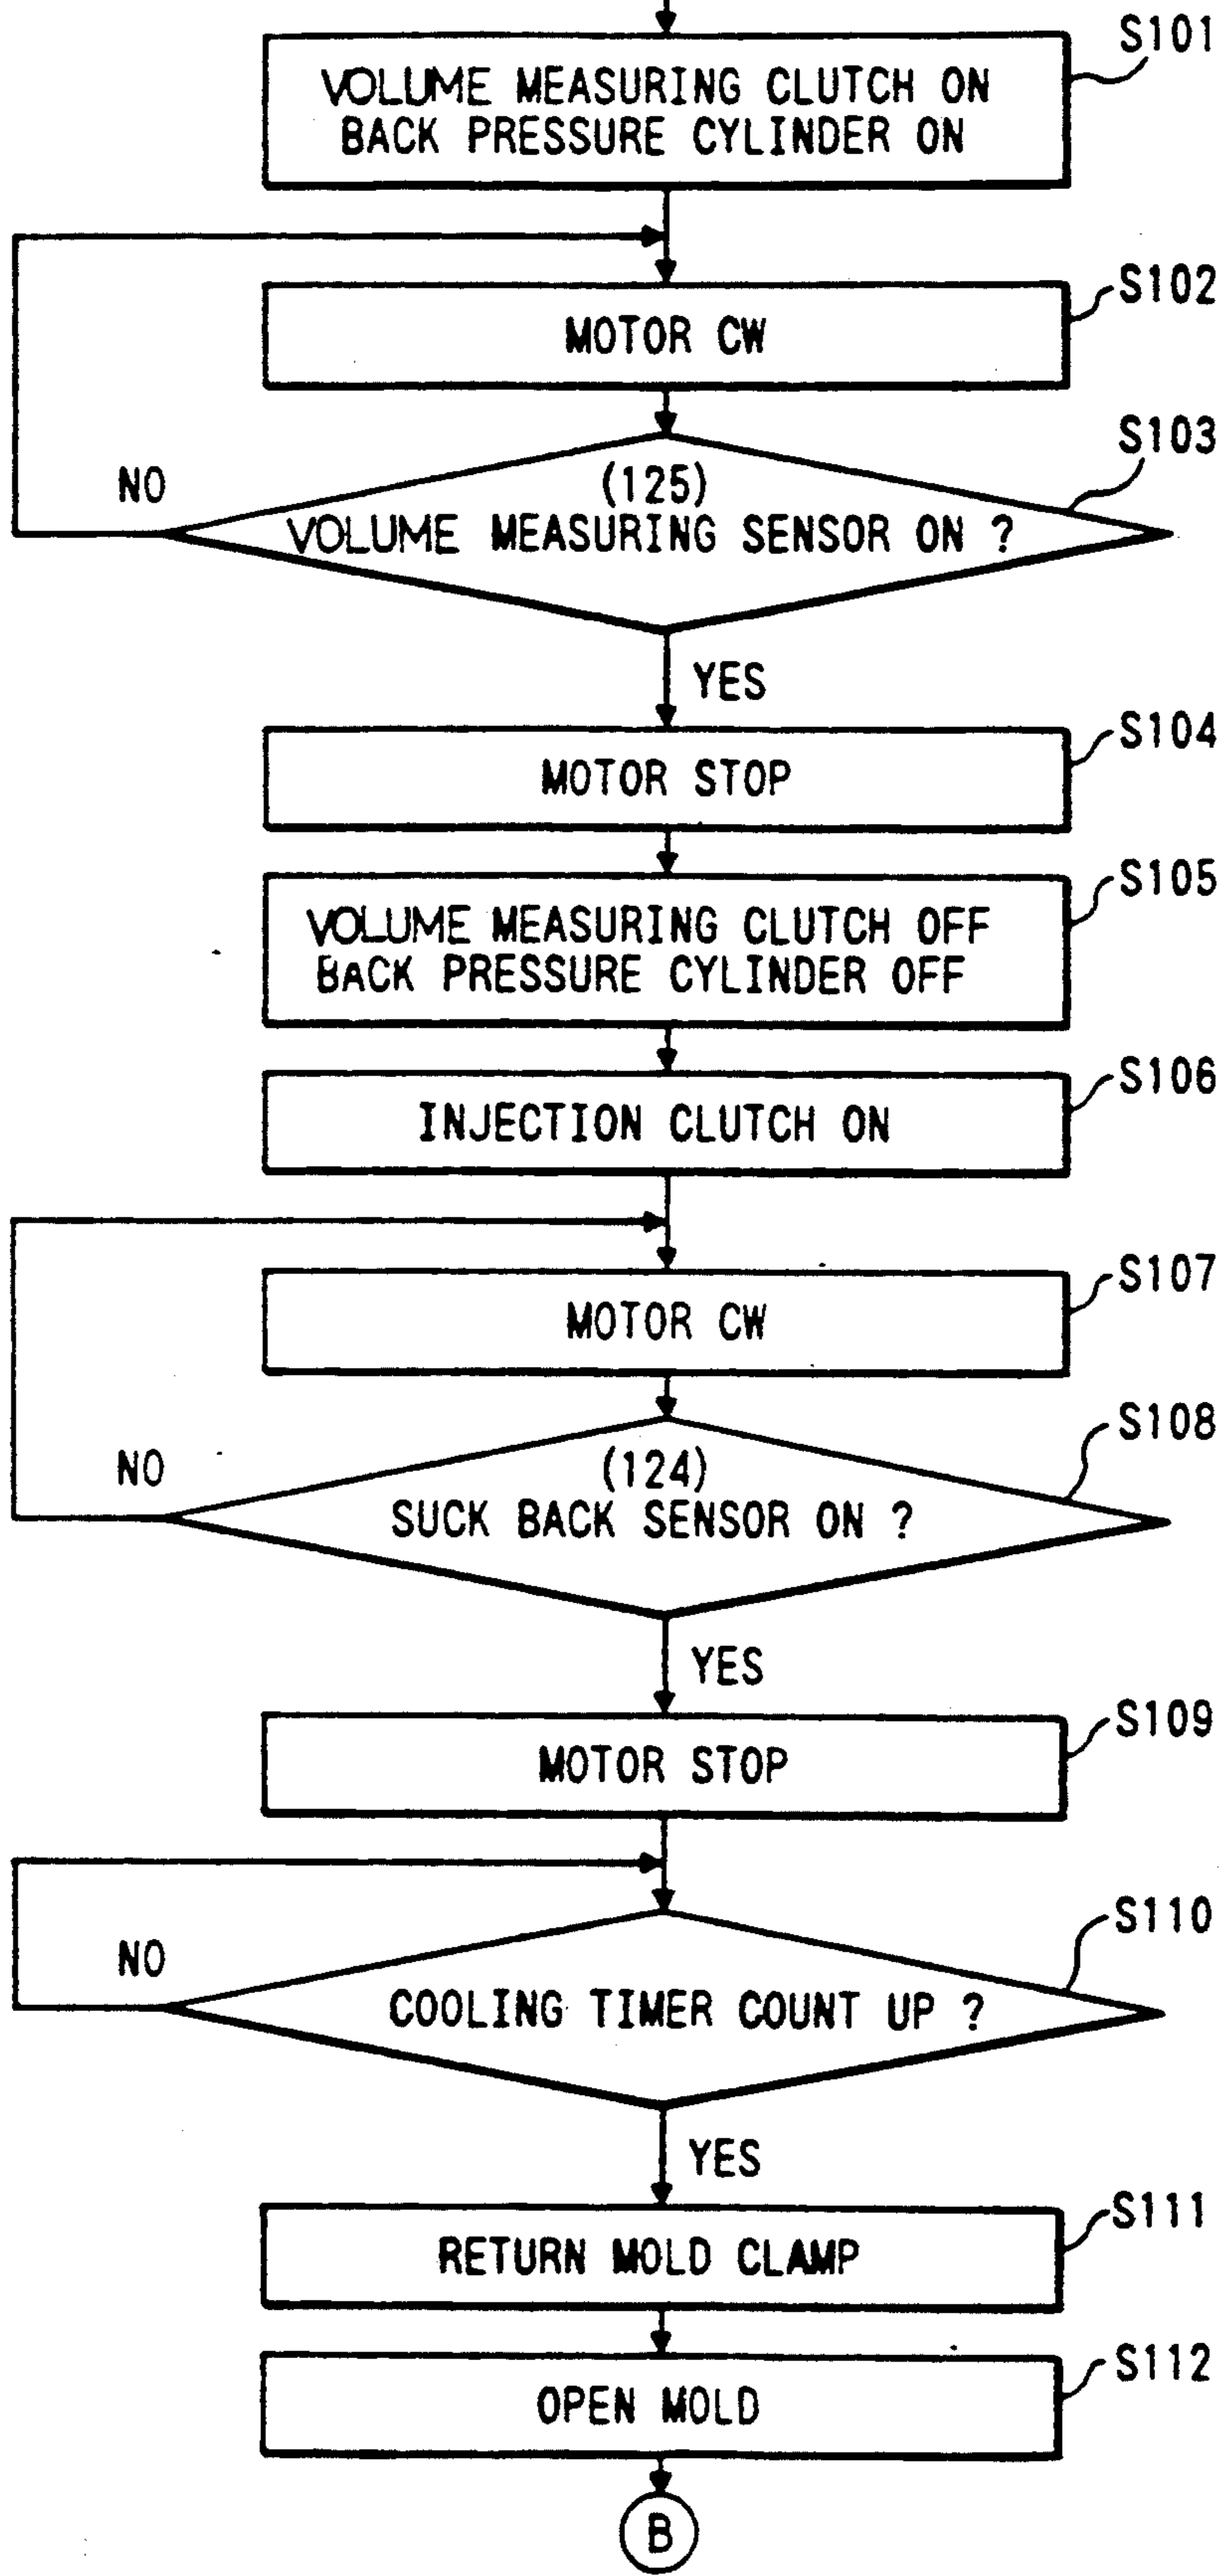 S101
VOLUME MEASURING CLUTCH ON
BACK PRESSURE CYLINDER ON
S102
MOTOR CW
S103
NO
(125)
VOLUME MEASURING SENSOR ON ?
YES
S104
MOTOR STOP
S105
VOLUME MEASURING CLUTCH OFF
BACK PRESSURE CYLINDER OFF
S106
INJECTION CLUTCH ON
S107
MOTOR CW
S108
NO
(124)
SUCK BACK SENSOR ON ?
YES
S109
MOTOR STOP
S110
NO
COOLING TIMER COUNT UP ?
YES
S111
RETURN MOLD CLAMP
S112
OPEN MOLD
B